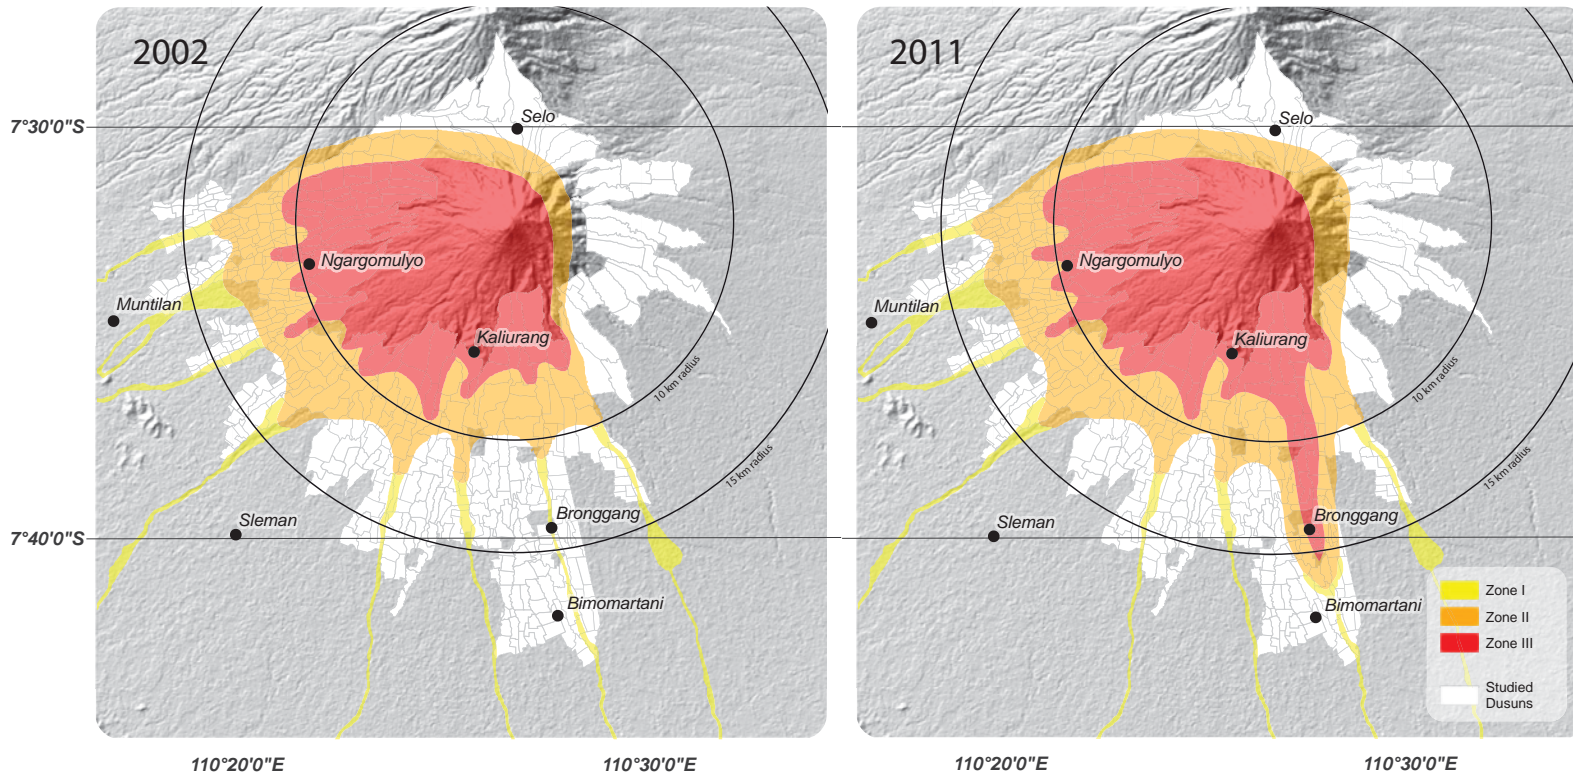 2002
2011
Selo
Selo
7°30'0"S
Ngargomulyo
Ngargomulyo
Muntilan
Muntilan
Kaliurang
Kaliurang
10 km radius
10 km radius
15 km radius
15 km radius
Sleman
Bronggang
Sleman
Bronggang
7°40'0"S
Bimomartani
Bimomartani
Zone I
Zone II
Zone III
Studied
Dusuns
110°20'0"E
110°30'0"E
110°20'0"E
110°30'0"E